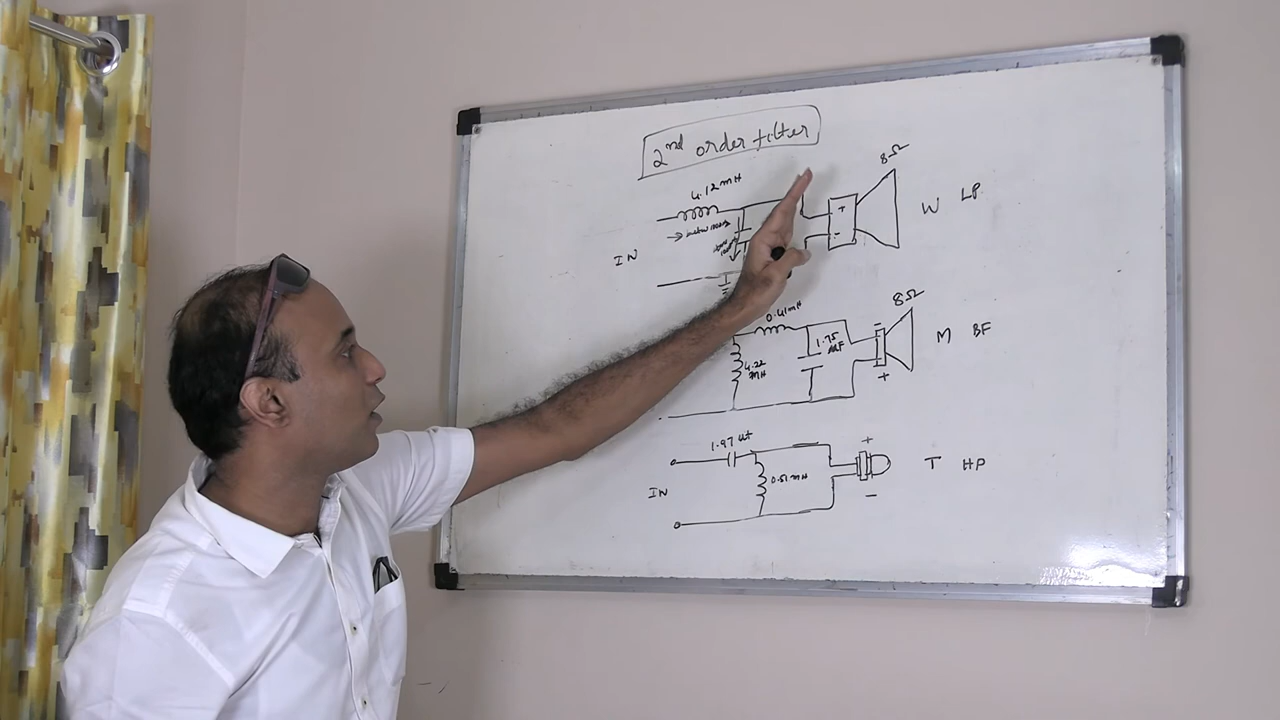 2nd order filter
4.12mH
8Ω
W LP
IN
+
-
0.41mH
8Ω
1.75
4.22
mH
M BF
-
+
1.97
0.51mH
+
T HP
IN
-